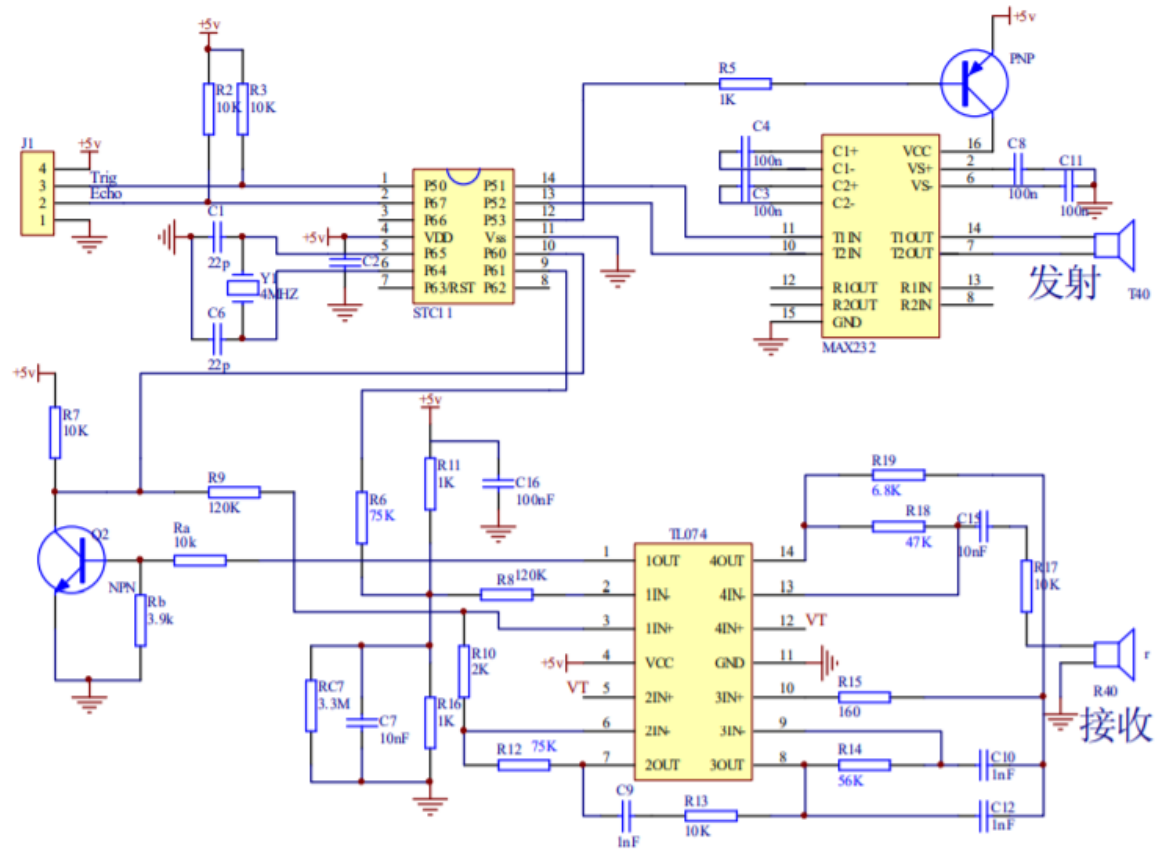 +5v
R2
10K
R3
10K
J1
4
3
2
1
+5v
Trig
Echo
C1
22p
Y1
4MHZ
C6
22p
+5v
C2
1
2
3
4
5
6
7
P50
P67
P66
VDD
P65
P64
P63/RST
P51
P52
P53
Vss
P60
P61
P62
14
13
12
11
10
9
8
STC11
R5
1K
+5v
PNP
C4
100n
C3
100n
C1+
C1-
C2+
C2-
T1IN
T2IN
R1OUT
R2OUT
GND
VCC
VS+
VS-
T1OUT
T2OUT
R1IN
R2IN
11
10
12
9
15
16
2
6
14
7
13
8
MAX232
C8
100n
C11
100n
发射
T40
+5v
R7
10K
R9
120K
Q2
NPN
Ra
10k
Rb
3.9k
R6
75K
+5v
R11
1K
C16
100nF
R8
120K
RC7
3.3M
C7
10nF
R16
1K
R10
2K
R12
75K
C9
1nF
R13
10K
TL074
1
2
3
4
5
6
7
+5v
VT
1OUT
1IN-
1IN+
VCC
2IN+
2IN-
2OUT
4OUT
4IN-
4IN+
GND
3IN+
3IN-
3OUT
14
13
12
11
10
9
8
VT
R19
6.8K
R18
47K
C15
10nF
R17
10K
r
R40
接收
R15
160
R14
56K
C10
1nF
C12
1nF